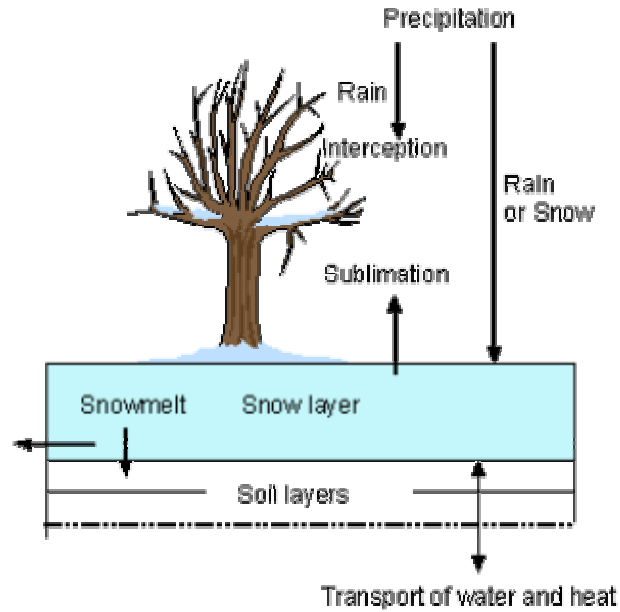 Precipitation
Rain
Interception
Rain
or Snow
Sublimation
Snowmelt
Snow layer
Soil layers
Transport of water and heat